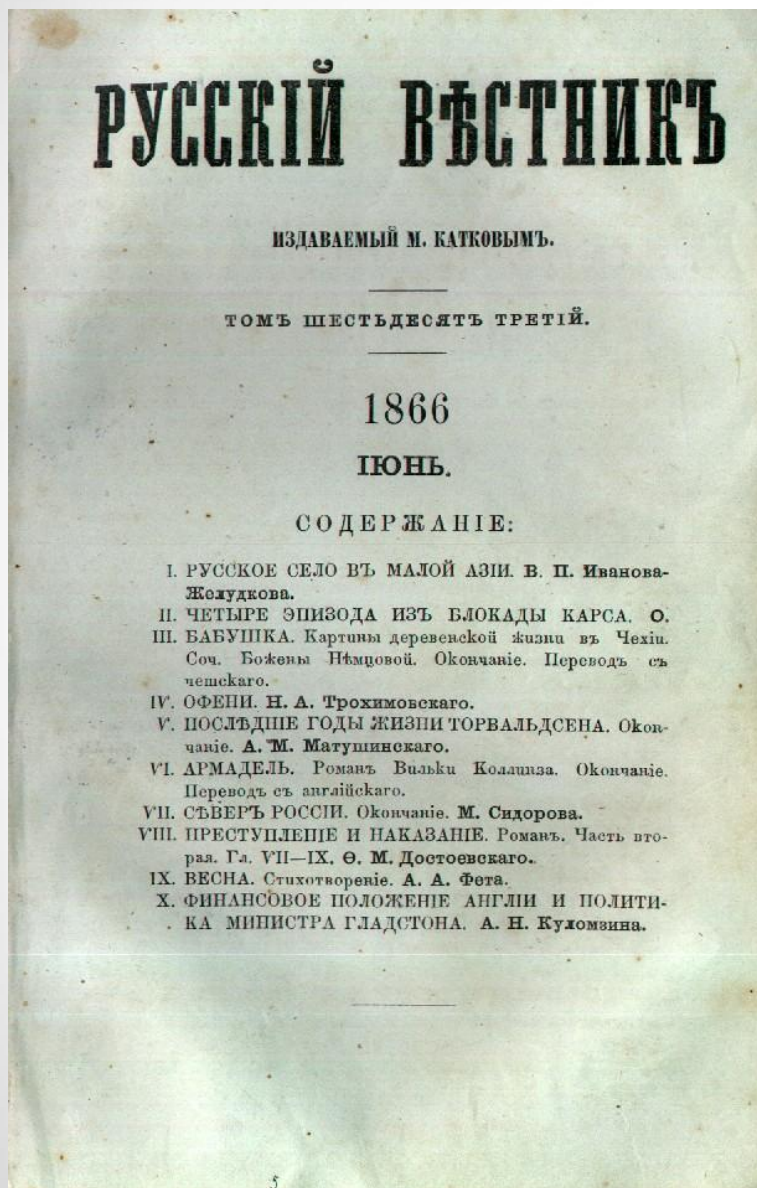 РУССКІЙ ВѢСТНИКЪ
ИЗДАВАЕМЫЙ М. КАТКОВЫМЪ.
ТОМЪ ШЕСТЬДЕСЯТЪ ТРЕТІЙ.
1866
ІЮНЬ.
СОДЕРЖАНІЕ:
I. РУССКОЕ СЕЛО ВЪ МАЛОЙ АЗІИ. В. П. Иванова-
Желудкова.
II. ЧЕТЫРЕ ЭПИЗОДА ИЗЪ БЛОКАДЫ КАРСА. О.
III. БАБУШКА. Картины деревенской жизни въ Чехіи.
Соч. Божены Нѣмцовой. Окончаніе. Переводъ съ
чешскаго.
IV. ОФЕНИ. Н. А. Трохимовскаго.
V. ПОСЛѢДНІЕ ГОДЫ ЖИЗНИ ТОРВАЛЬДСЕНА. Окон-
чаніе. А. М. Матушинскаго.
VI. АРМАДЕЛЬ. Романъ Вильки Коллинза. Окончаніе.
Переводъ съ англійскаго.
VII. СѢВЕРЪ РОССІИ. Окончаніе. М. Сидорова.
VIII. ПРЕСТУПЛЕНІЕ И НАКАЗАНІЕ. Романъ. Часть вто-
рая. Гл. VII—IX. Ѳ. М. Достоевскаго.
IX. ВЕСНА. Стихотвореніе. А. А. Фета.
X. ФИНАНСОВОЕ ПОЛОЖЕНІЕ АНГЛІИ И ПОЛИТИ-
КА МИНИСТРА ГЛАДСТОНА. А. Н. Куломзина.
5